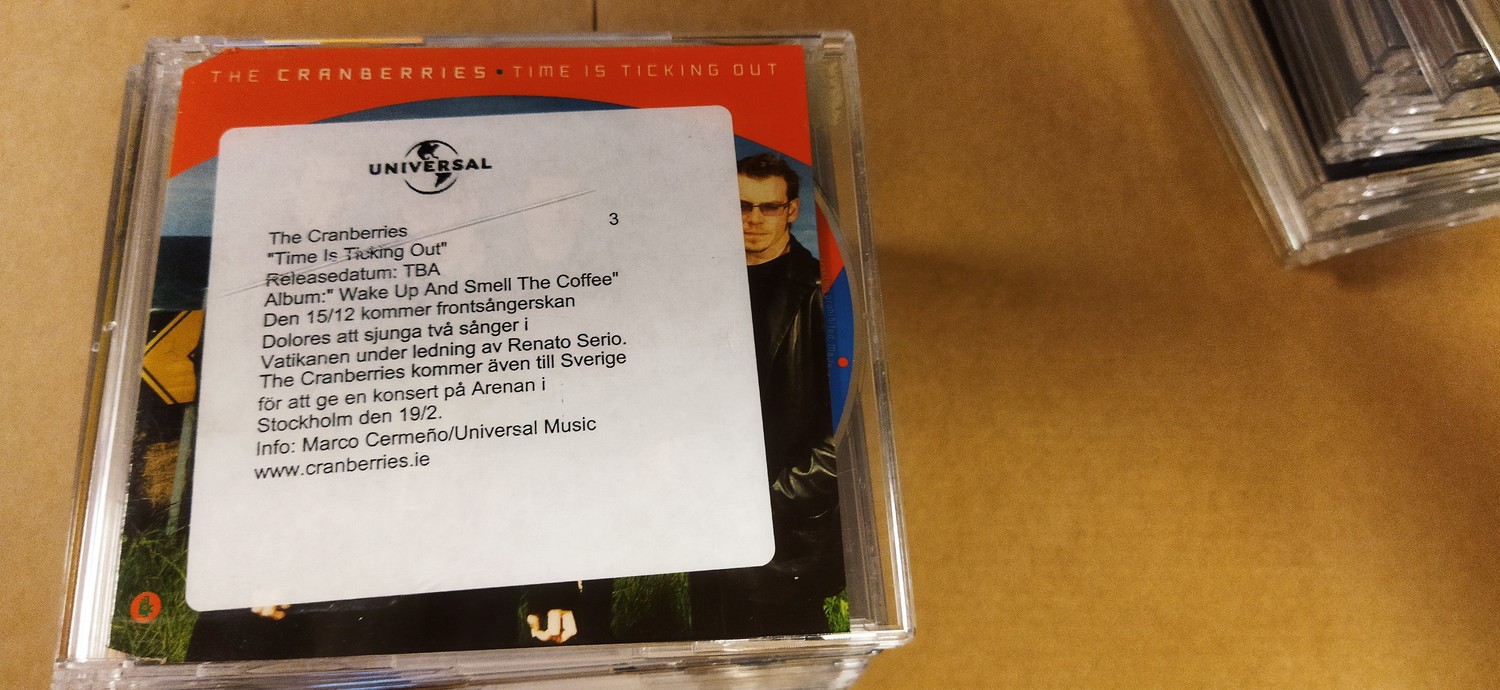 THE CRANBERRIES • TIME IS TICKING OUT
UNIVERSAL
3
The Cranberries
"Time Is Ticking Out"
Releasedatum: TBA
Album:" Wake Up And Smell The Coffee"
Den 15/12 kommer frontsångerskan
Dolores att sjunga två sånger i
Vatikanen under ledning av Renato Serio.
The Cranberries kommer även till Sverige
för att ge en konsert på Arenan i
Stockholm den 19/2.
Info: Marco Cermeño/Universal Music
www.cranberries.ie